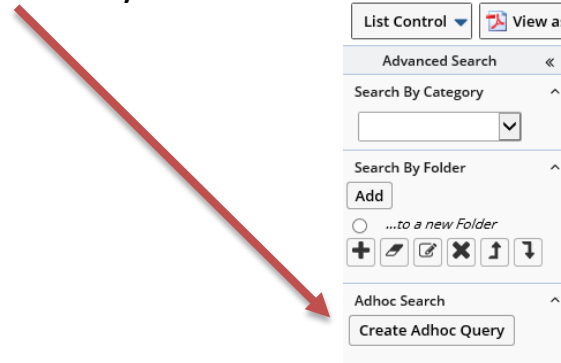 List Control View as
Advanced Search «
Search By Category
Search By Folder
Add
...to a new Folder
Adhoc Search
Create Adhoc Query